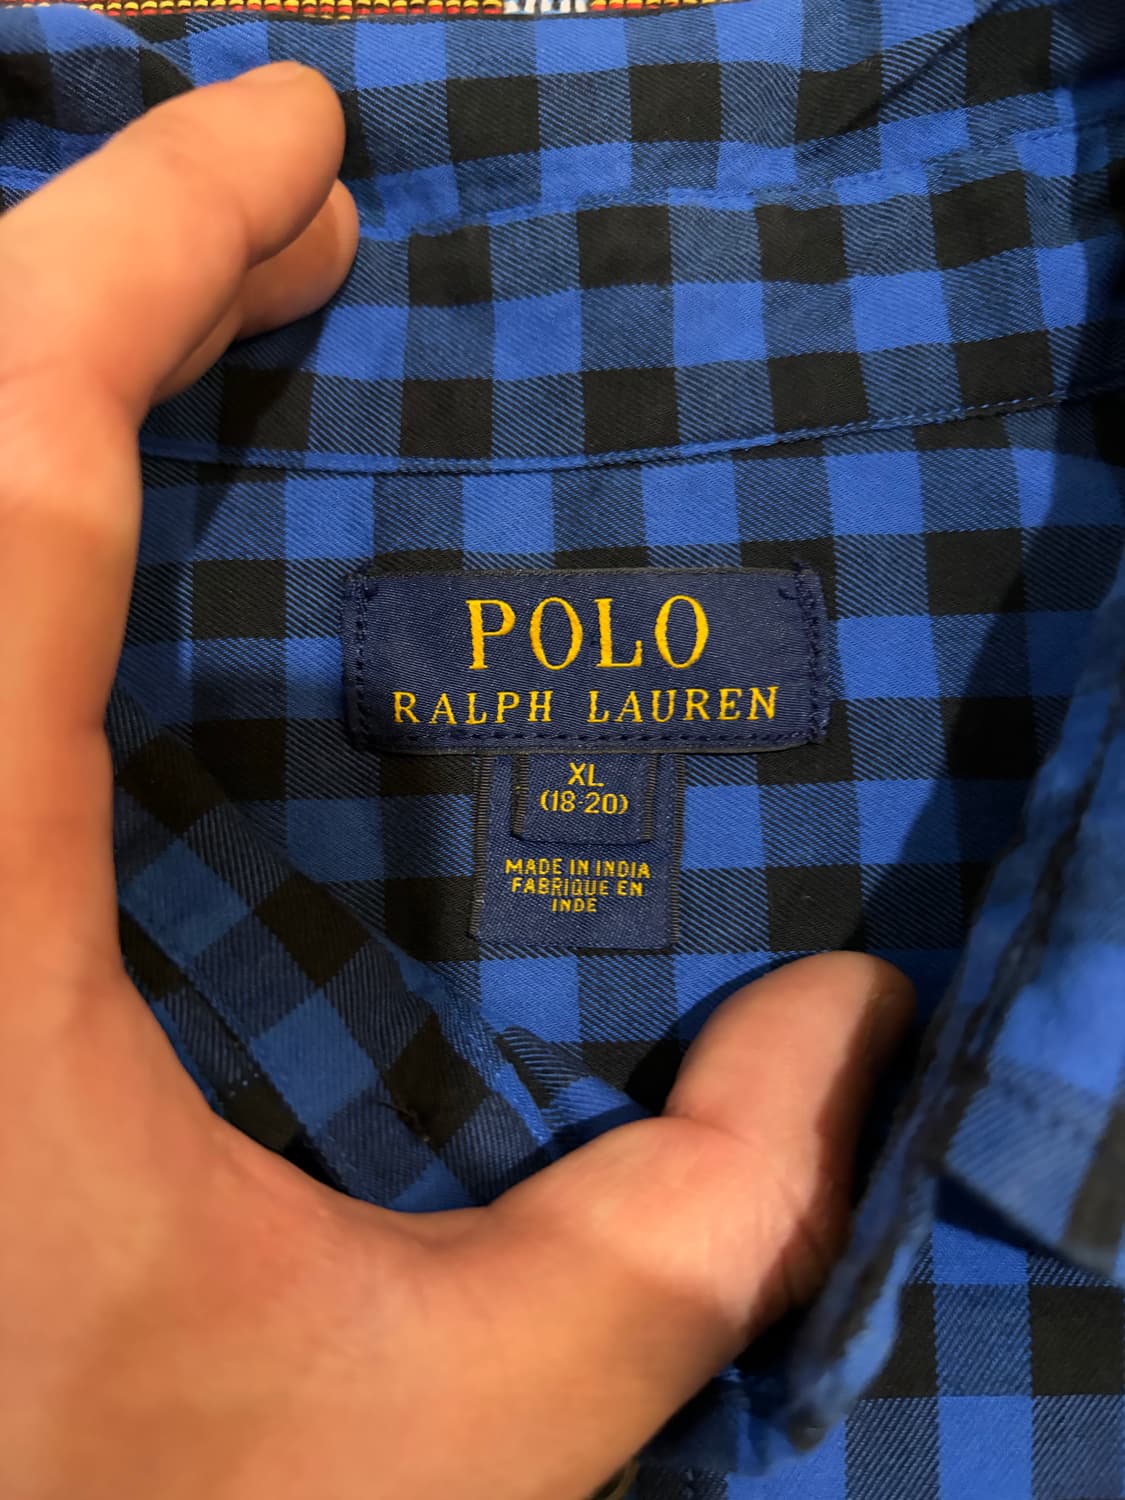 POLO
RALPH LAUREN
XL
(18-20)
MADE IN INDIA
FABRIQUE EN
INDE